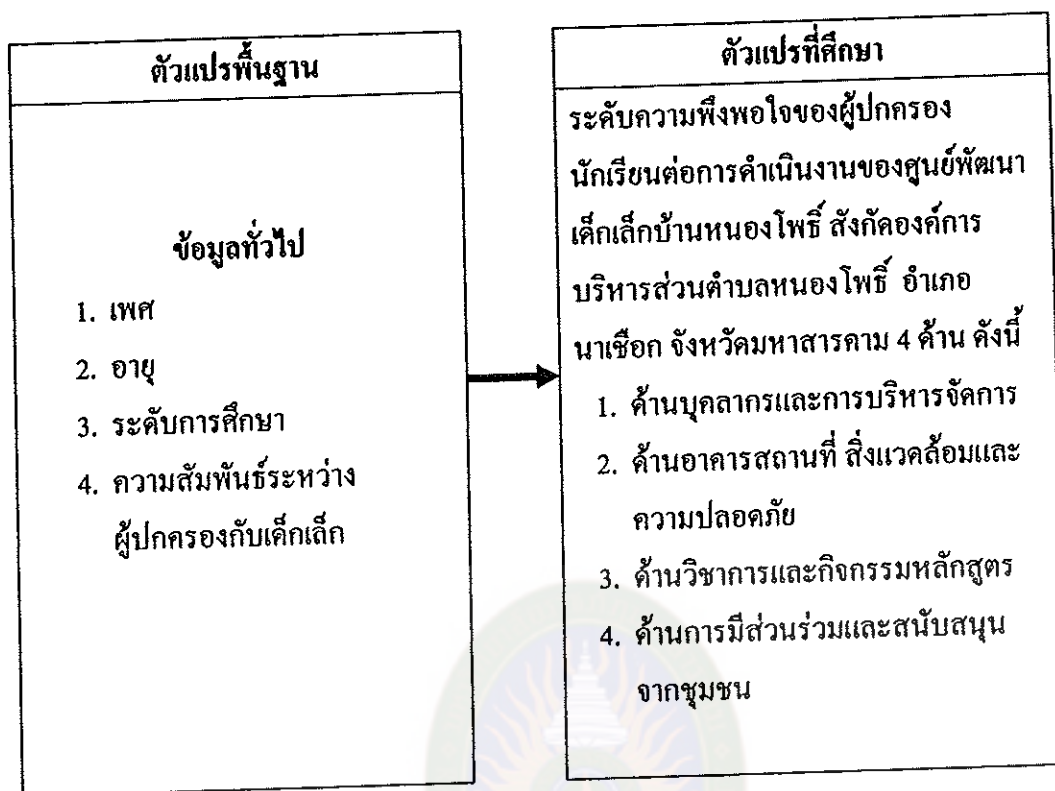 ตัวแปรพื้นฐาน
ข้อมูลทั่วไป
1. เพศ
2. อายุ
3. ระดับการศึกษา
4. ความสัมพันธ์ระหว่าง
ผู้ปกครองกับเด็กเล็ก
ตัวแปรที่ศึกษา
ระดับความพึงพอใจของผู้ปกครอง
นักเรียนต่อการดำเนินงานของศูนย์พัฒนา
เด็กเล็กบ้านหนองโพธิ์ สังกัดองค์การ
บริหารส่วนตำบลหนองโพธิ์ อำเภอ
นาเชือก จังหวัดมหาสารคาม 4 ด้าน ดังนี้
1. ด้านบุคลากรและการบริหารจัดการ
2. ด้านอาคารสถานที่ สิ่งแวดล้อมและ
ความปลอดภัย
3. ด้านวิชาการและกิจกรรมหลักสูตร
4. ด้านการมีส่วนร่วมและสนับสนุน
จากชุมชน